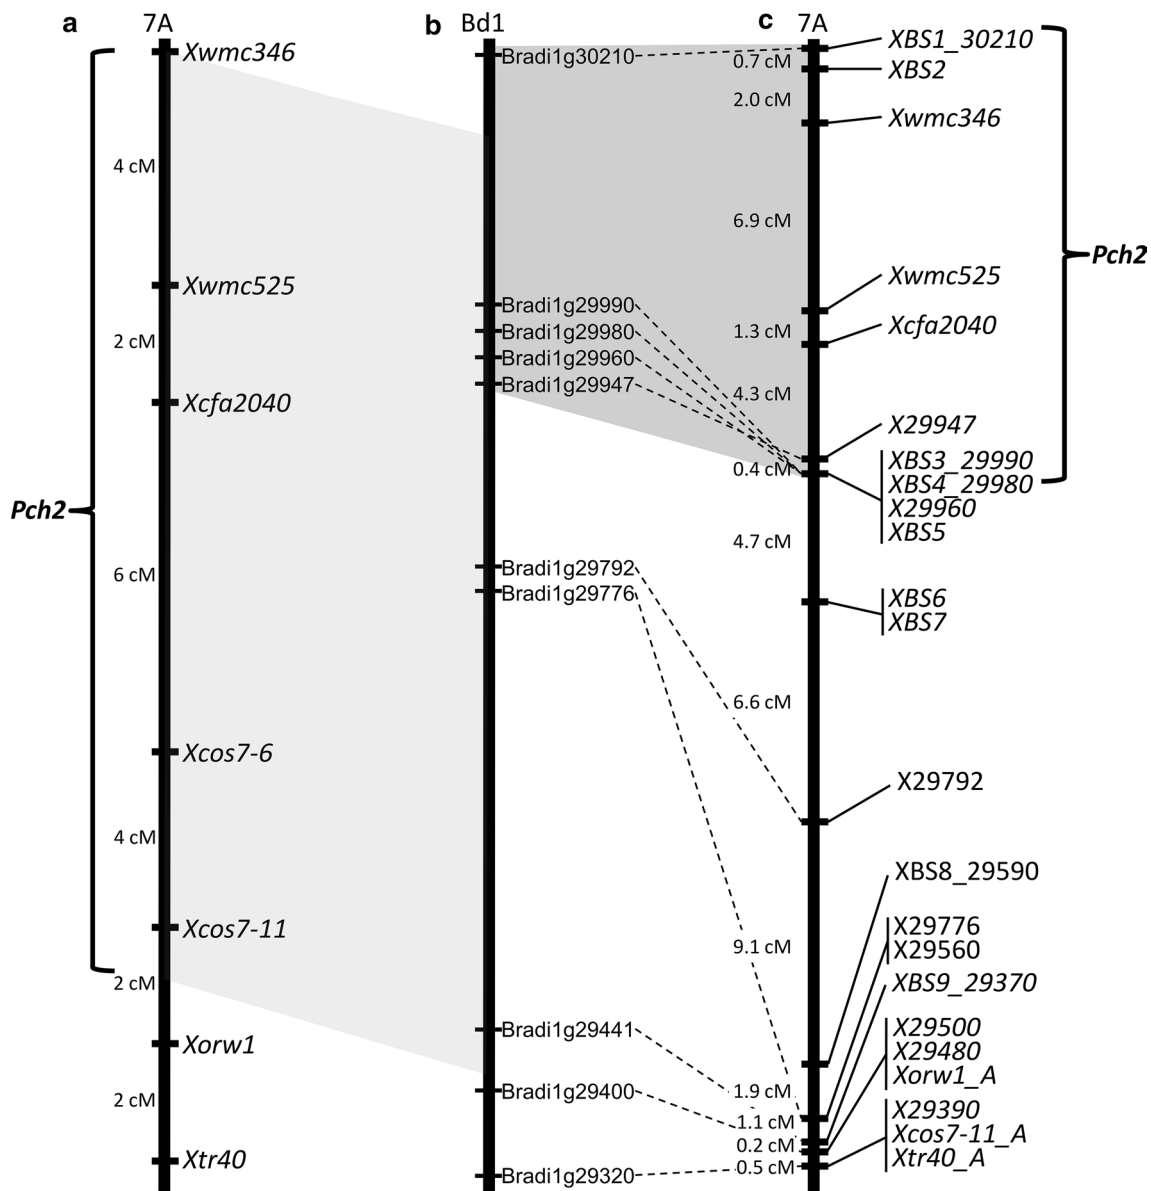 a
7A
Pch2
Xwmc346
4 cM
Xwmc525
2 cM
Xcfa2040
6 cM
Xcos7-6
4 cM
Xcos7-11
2 cM
Xorw1
2 cM
Xtr40
b
Bd1
Bradi1g30210
Bradi1g29990
Bradi1g29980
Bradi1g29960
Bradi1g29947
Bradi1g29792
Bradi1g29776
Bradi1g29441
Bradi1g29400
Bradi1g29320
c
7A
0.7 cM
2.0 cM
6.9 cM
1.3 cM
4.3 cM
0.4 cM
4.7 cM
6.6 cM
9.1 cM
1.9 cM
1.1 cM
0.2 cM
0.5 cM
XBS1_30210
XBS2
Xwmc346
Xwmc525
Xcfa2040
X29947
XBS3_29990
XBS4_29980
X29960
XBS5
XBS6
XBS7
X29792
XBS8_29590
X29776
X29560
XBS9_29370
X29500
X29480
Xorw1_A
X29390
Xcos7-11_A
Xtr40_A
Pch2